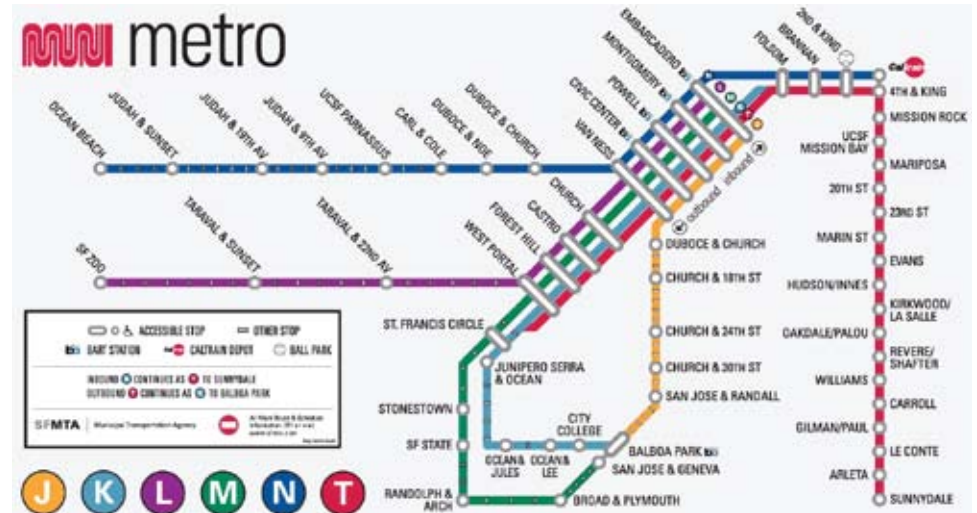 muni metro
OCEAN BEACH
JUDAH & SUNSET
JUDAH & 19TH AV
JUDAH & 9TH AV
UCSF PARNASSUS
CARL & COLE
DUBOCE & NOE
DUBOCE & CHURCH
VAN NESS
CIVIC CENTER
POWELL
MONTGOMERY
EMBARCADERO
FOLSOM
BRANNAN
2ND & KING
Caltrain
4TH & KING
MISSION ROCK
UCSF
MISSION BAY
MARIPOSA
20TH ST
23RD ST
MARIN ST
EVANS
HUDSON/INNES
KIRKWOOD/
LA SALLE
OAKDALE/PALOU
REVERE/
SHAFTER
WILLIAMS
CARROLL
GILMAN/PAUL
LE CONTE
ARLETA
SUNNYDALE
inbound
outbound
SF ZOO
TARAVAL & SUNSET
TARAVAL & 22ND AV
WEST PORTAL
FOREST HILL
CASTRO
CHURCH
DUBOCE & CHURCH
CHURCH & 18TH ST
CHURCH & 24TH ST
CHURCH & 30TH ST
SAN JOSE & RANDALL
ST. FRANCIS CIRCLE
JUNIPERO SERRA
& OCEAN
STONESTOWN
SF STATE
RANDOLPH &
ARCH
OCEAN &
JULES
OCEAN &
LEE
CITY
COLLEGE
BALBOA PARK
SAN JOSE & GENEVA
BROAD & PLYMOUTH
ACCESSIBLE STOP
OTHER STOP
BART STATION
CALTRAIN DEPOT
BALL PARK
INBOUND K CONTINUES AS T TO SUNNYDALE
OUTBOUND T CONTINUES AS K TO BALBOA PARK
SFMTA
Municipal Transportation Agency
J K L M N T